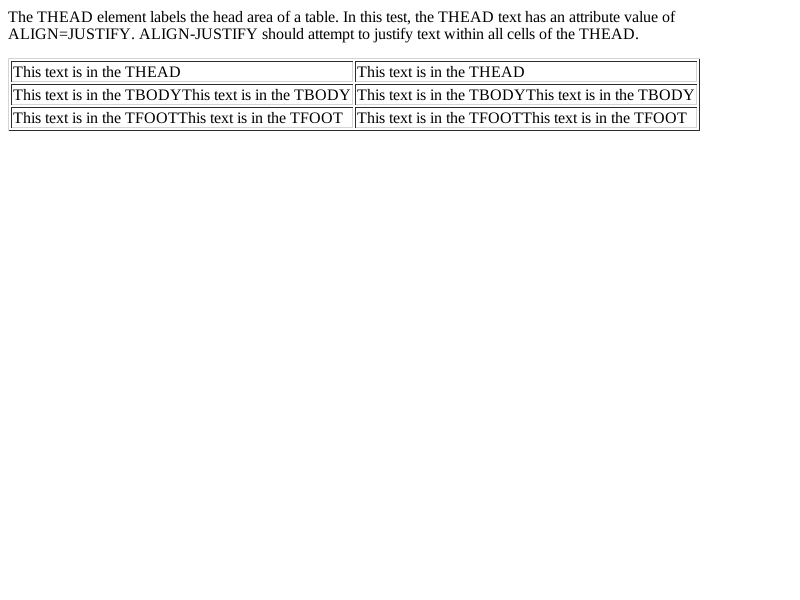 The THEAD element labels the head area of a table. In this test, the THEAD text has an attribute value of
ALIGN=JUSTIFY. ALIGN-JUSTIFY should attempt to justify text within all cells of the THEAD.
This text is in the THEAD This text is in the THEAD
This text is in the TBODYThis text is in the TBODY This text is in the TBODYThis text is in the TBODY
This text is in the TFOOTThis text is in the TFOOT This text is in the TFOOTThis text is in the TFOOT